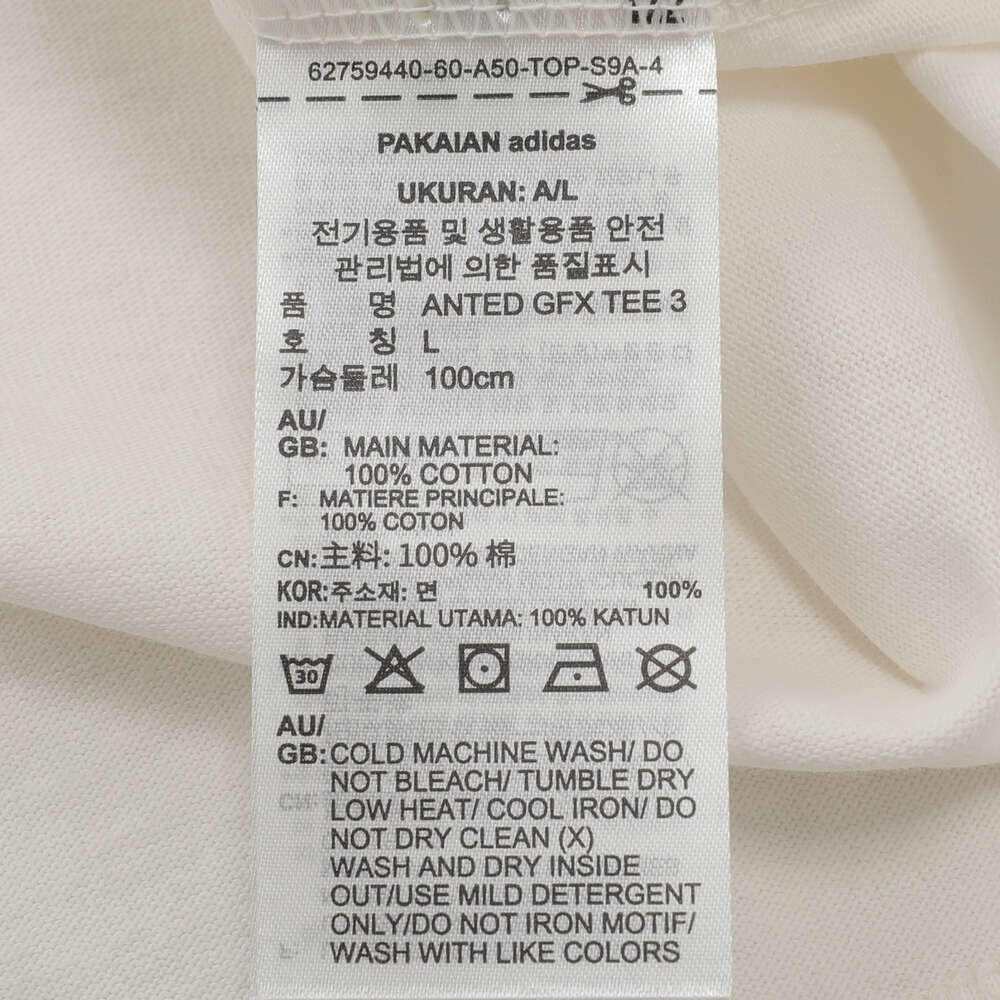 62759440-60-A50-TOP-S9A-4
PAKAIAN adidas
UKURAN: A/L
전기용품 및 생활용품 안전
관리법에 의한 품질표시
품 명 ANTED GFX TEE 3
호 칭 L
가슴둘레 100cm
AU/
GB: MAIN MATERIAL:
100% COTTON
F: MATIERE PRINCIPALE:
100% COTON
CN:主料: 100% 棉
KOR:주소재: 면 100%
IND:MATERIAL UTAMA: 100% KATUN
30
AU/
GB:COLD MACHINE WASH/ DO
NOT BLEACH/ TUMBLE DRY
LOW HEAT/ COOL IRON/ DO
NOT DRY CLEAN (X)
WASH AND DRY INSIDE
OUT/USE MILD DETERGENT
ONLY/DO NOT IRON MOTIF/
WASH WITH LIKE COLORS